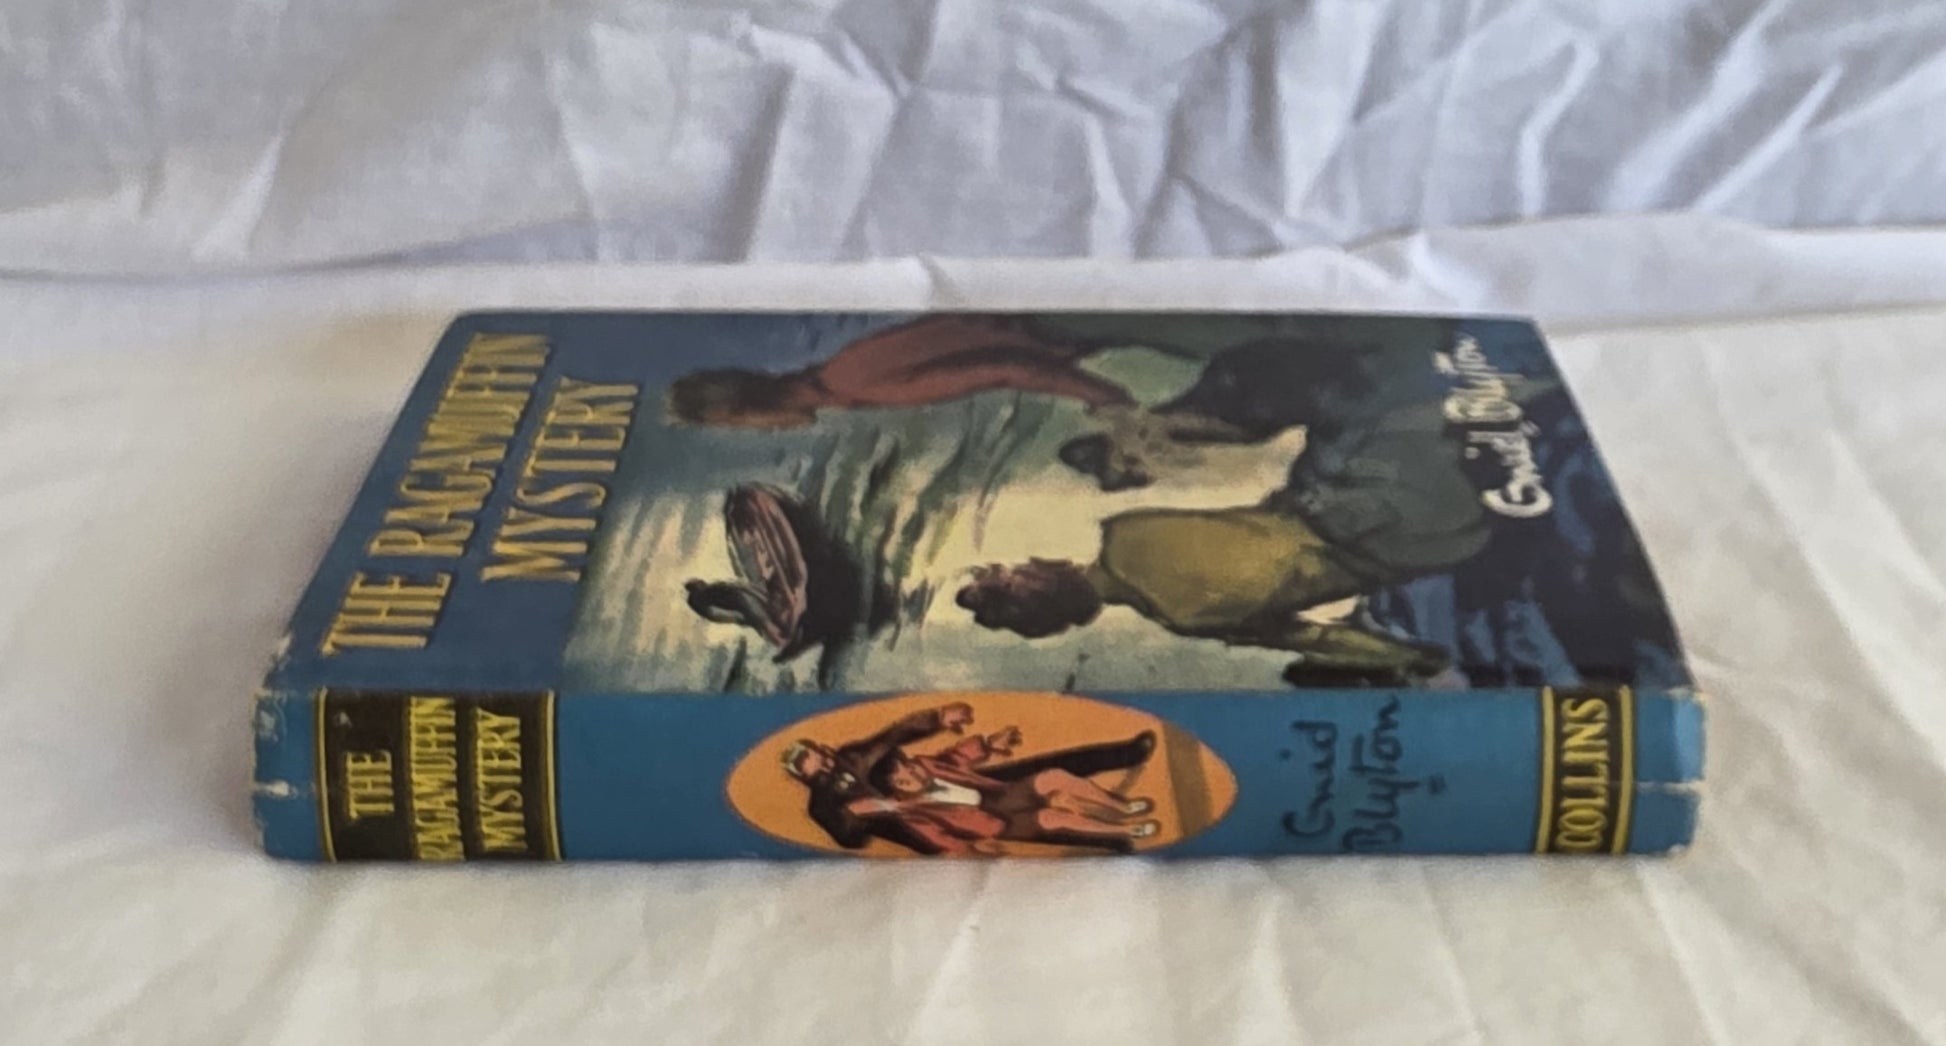 THE RAGAMUFFIN
MYSTERY
Enid Blyton
THE
RAGAMUFFIN
MYSTERY
Enid
Blyton
COLLINS